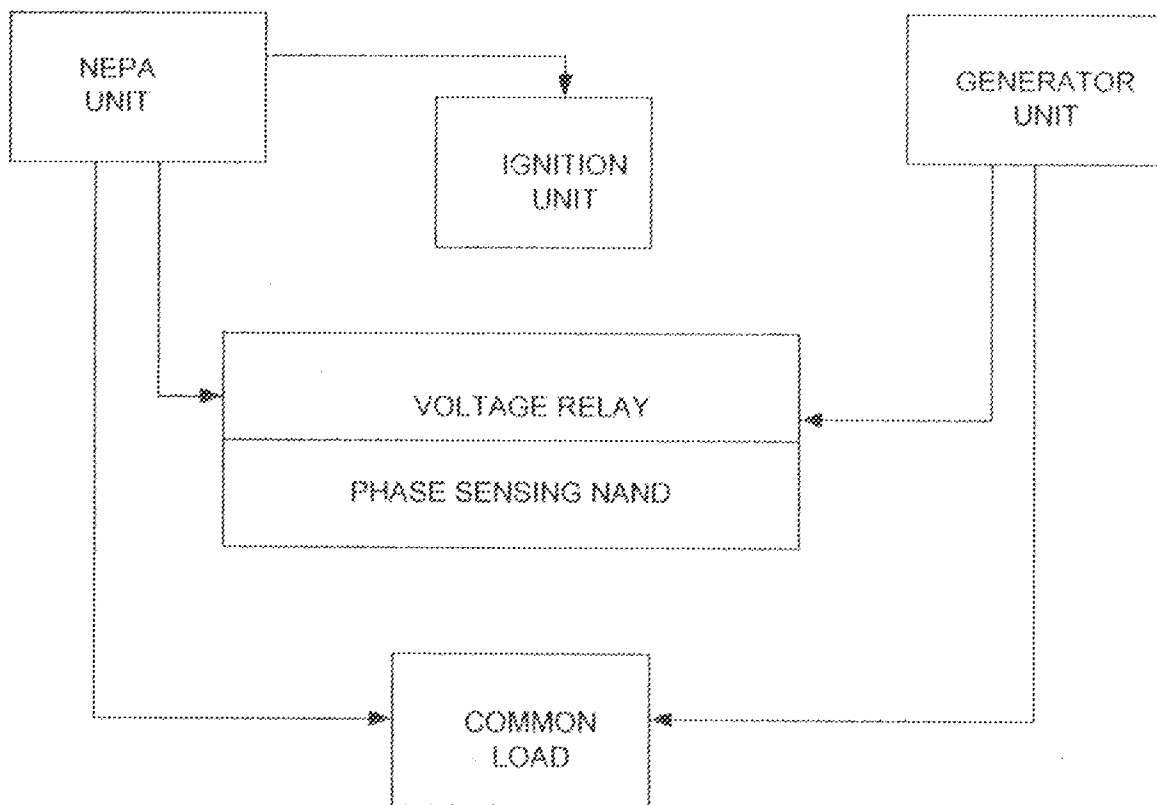 NEPA
UNIT
GENERATOR
UNIT
IGNITION
UNIT
VOLTAGE RELAY
PHASE SENSING NAND
COMMON
LOAD